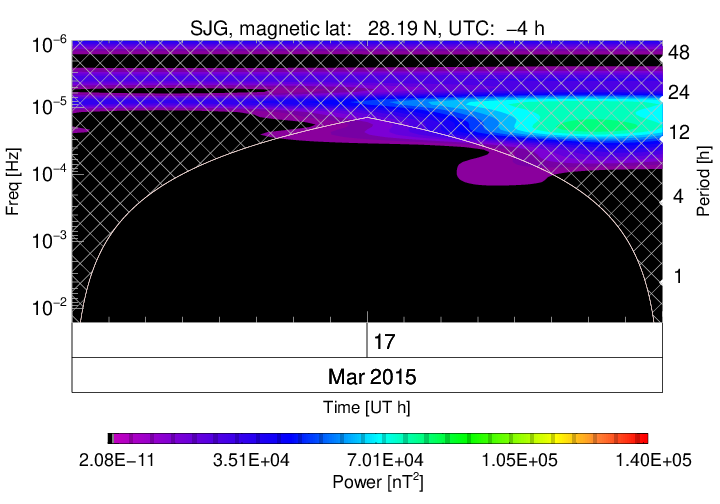 SJG, magnetic lat: 28.19 N, UTC: −4 h
10⁻⁶
10⁻⁵
10⁻⁴
10⁻³
10⁻²
Freq [Hz]
48
24
12
4
1
Period [h]
17
Mar 2015
Time [UT h]
2.08E−11 3.51E+04 7.01E+04 1.05E+05 1.40E+05
Power [nT²]